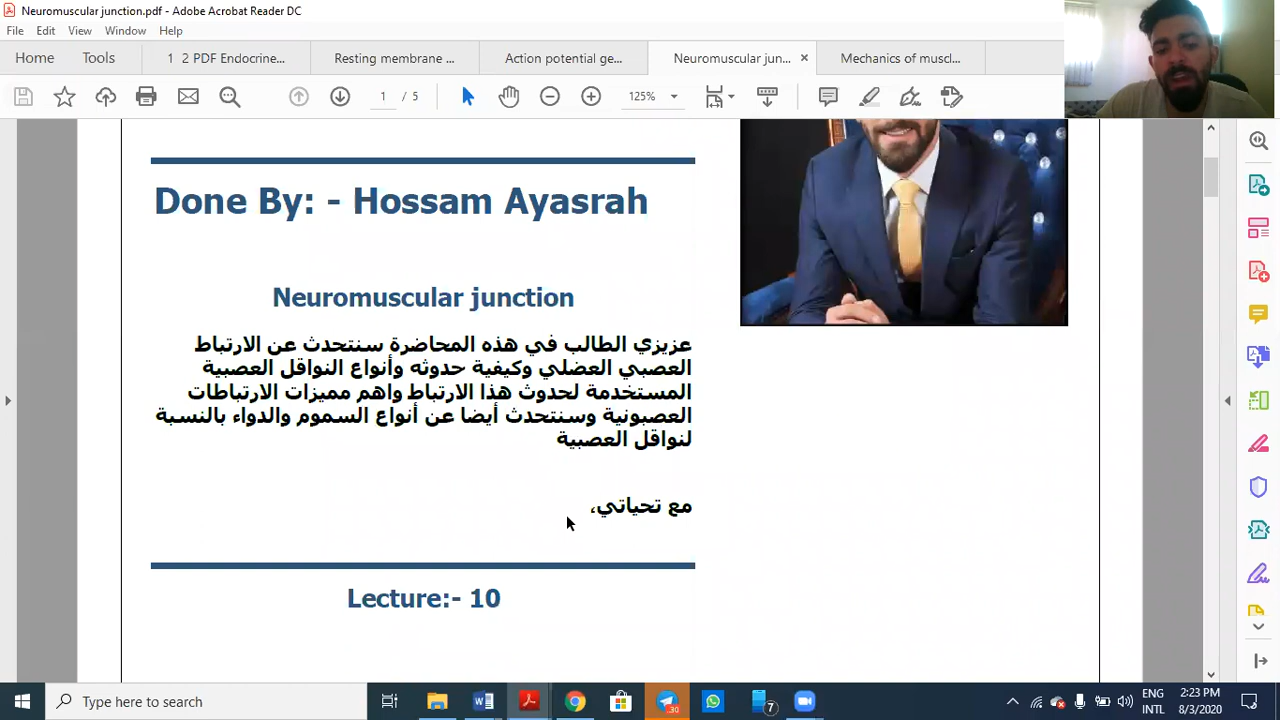 Neuromuscular junction.pdf - Adobe Acrobat Reader DC
File Edit View Window Help
Home Tools 1 2 PDF Endocrine... Resting membrane ... Action potential ge... Neuromuscular jun... × Mechanics of muscl...
1 / 5 125%
Done By: - Hossam Ayasrah
Neuromuscular junction
عزيزي الطالب في هذه المحاضرة سنتحدث عن الارتباط
العصبي العضلي وكيفية حدوثه وأنواع النواقل العصبية
المستخدمة لحدوث هذا الارتباط واهم مميزات الارتباطات
العصبونية وسنتحدث أيضا عن أنواع السموم والدواء بالنسبة
لنواقل العصبية
مع تحياتي،
Lecture:- 10
Type here to search
30
7
ENG
INTL
2:23 PM
8/3/2020